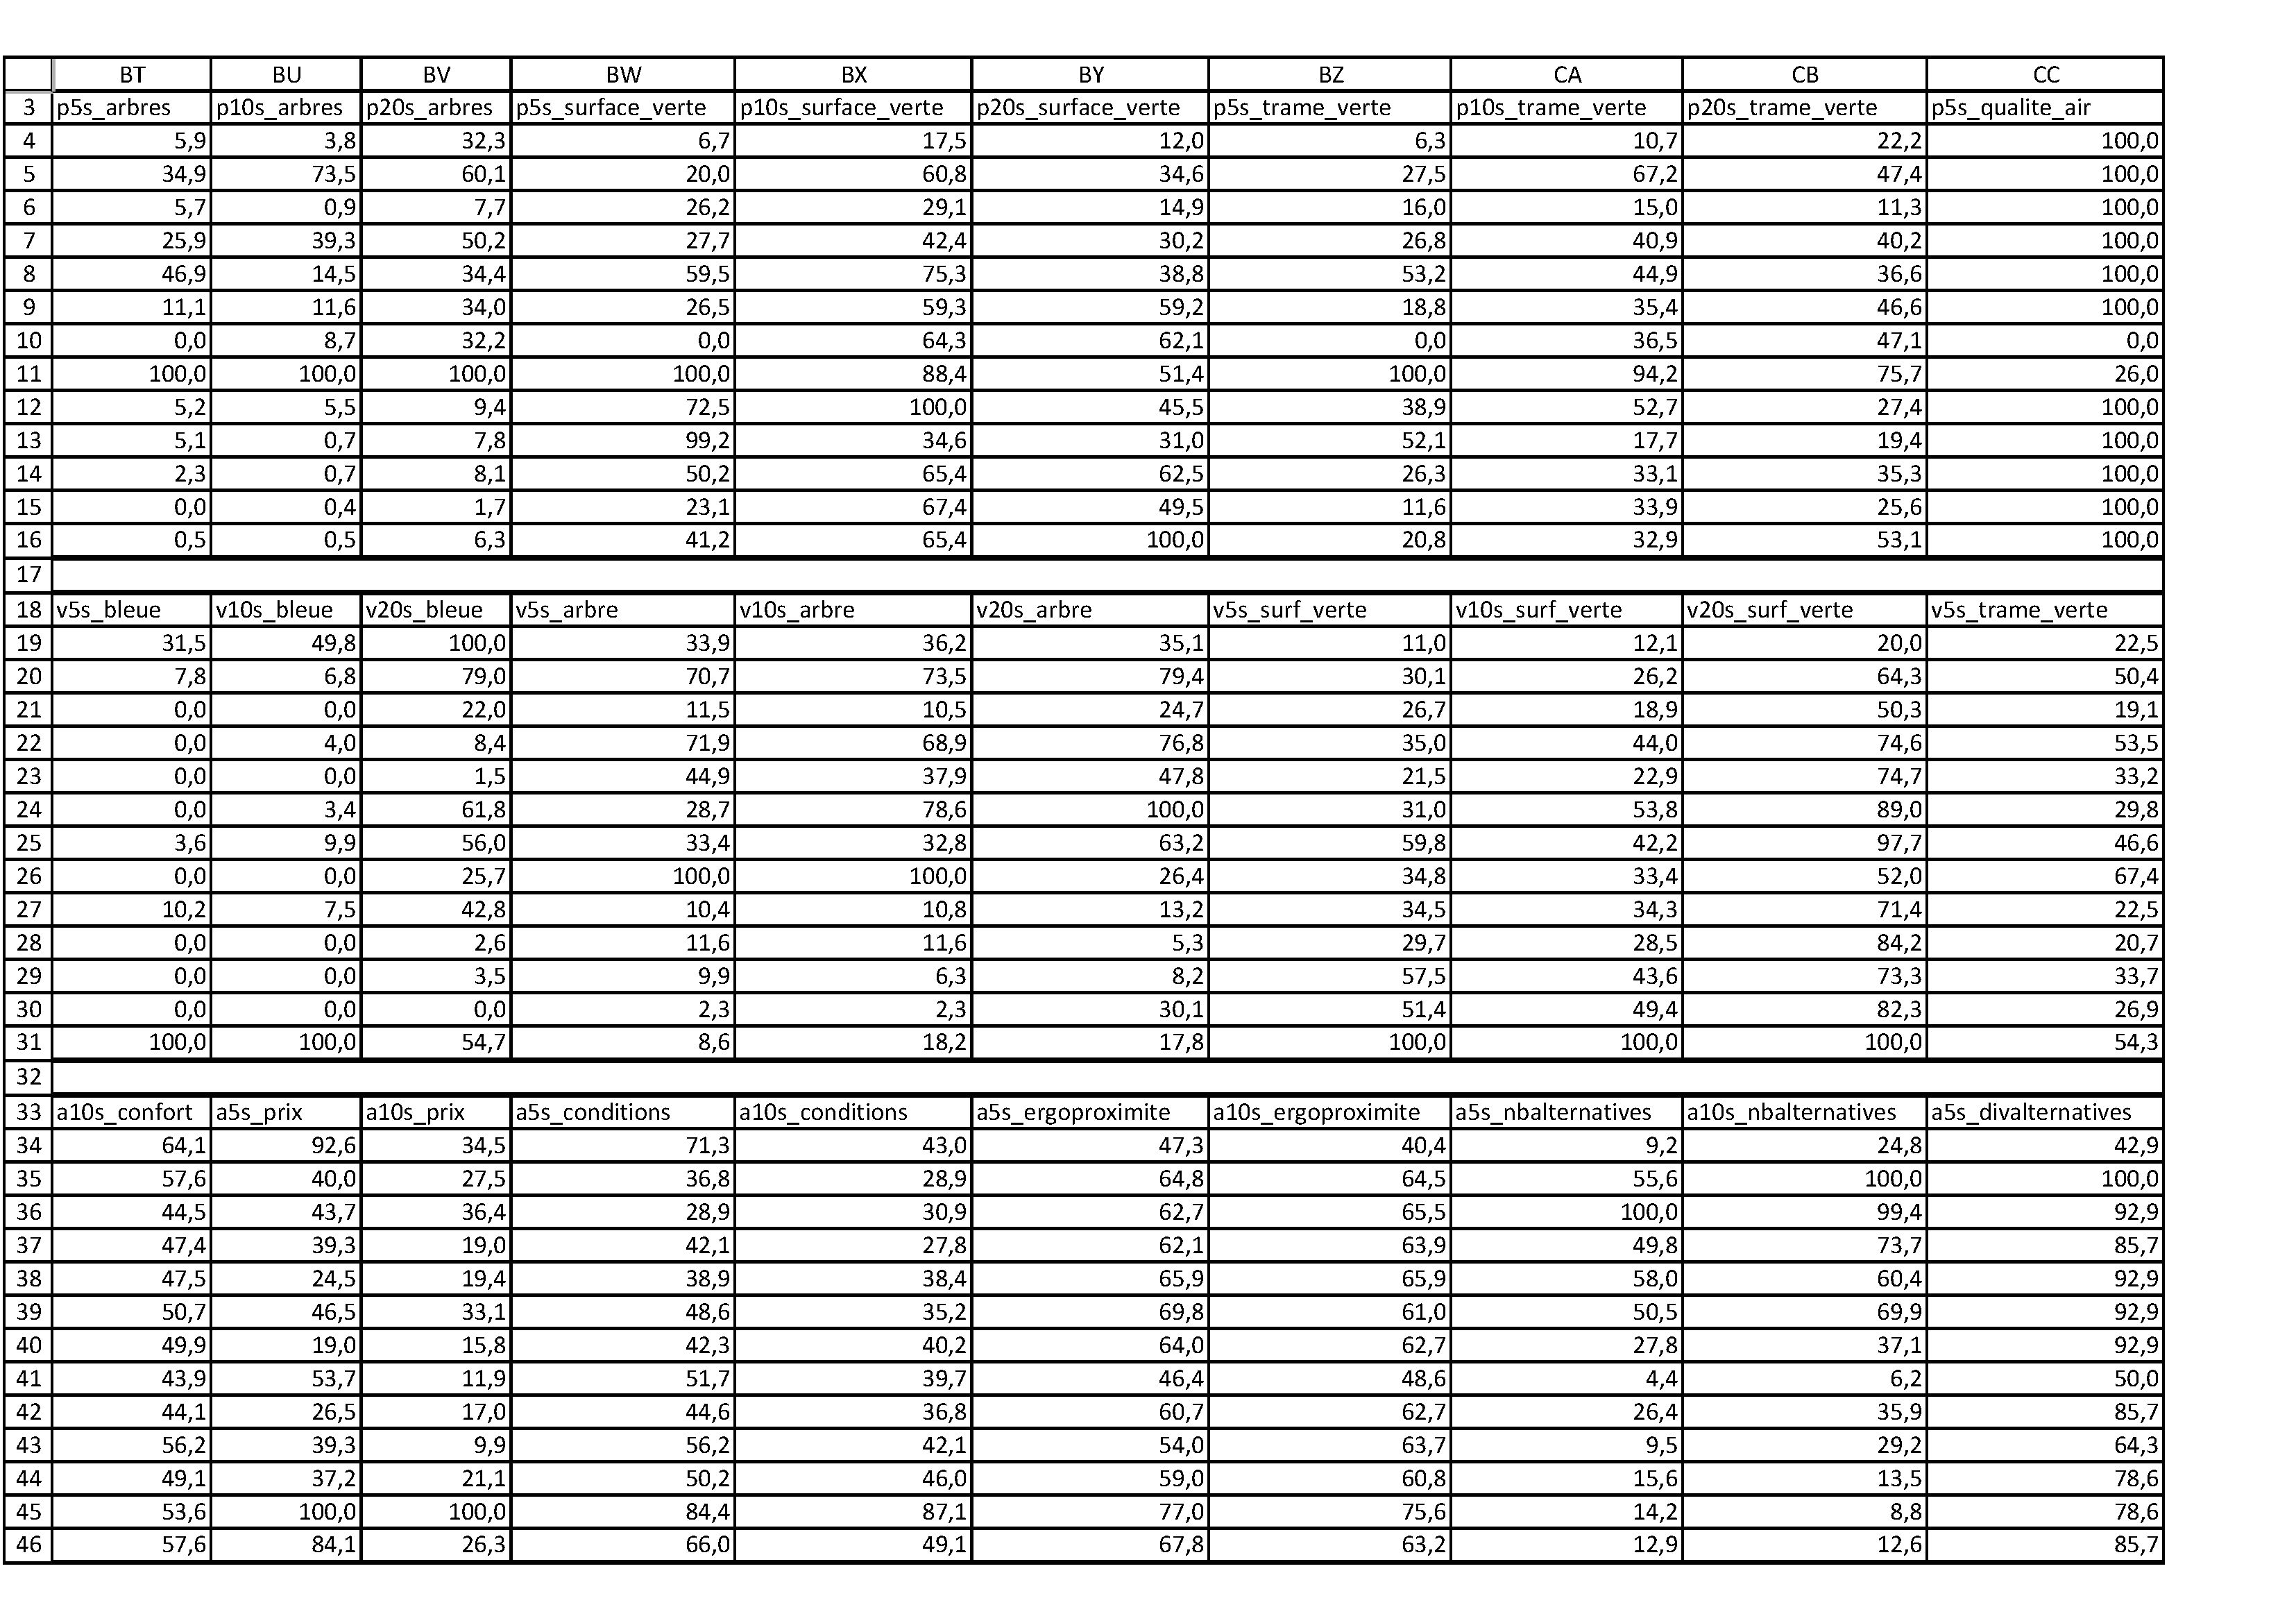 BT BU BV BW BX BY BZ CA CB CC
3 p5s_arbres p10s_arbres p20s_arbres p5s_surface_verte p10s_surface_verte p20s_surface_verte p5s_trame_verte p10s_trame_verte p20s_trame_verte p5s_qualite_air
4 5,9 3,8 32,3 6,7 17,5 12,0 6,3 10,7 22,2 100,0
5 34,9 73,5 60,1 20,0 60,8 34,6 27,5 67,2 47,4 100,0
6 5,7 0,9 7,7 26,2 29,1 14,9 16,0 15,0 11,3 100,0
7 25,9 39,3 50,2 27,7 42,4 30,2 26,8 40,9 40,2 100,0
8 46,9 14,5 34,4 59,5 75,3 38,8 53,2 44,9 36,6 100,0
9 11,1 11,6 34,0 26,5 59,3 59,2 18,8 35,4 46,6 100,0
10 0,0 8,7 32,2 0,0 64,3 62,1 0,0 36,5 47,1 0,0
11 100,0 100,0 100,0 100,0 88,4 51,4 100,0 94,2 75,7 26,0
12 5,2 5,5 9,4 72,5 100,0 45,5 38,9 52,7 27,4 100,0
13 5,1 0,7 7,8 99,2 34,6 31,0 52,1 17,7 19,4 100,0
14 2,3 0,7 8,1 50,2 65,4 62,5 26,3 33,1 35,3 100,0
15 0,0 0,4 1,7 23,1 67,4 49,5 11,6 33,9 25,6 100,0
16 0,5 0,5 6,3 41,2 65,4 100,0 20,8 32,9 53,1 100,0
17
18 v5s_bleue v10s_bleue v20s_bleue v5s_arbre v10s_arbre v20s_arbre v5s_surf_verte v10s_surf_verte v20s_surf_verte v5s_trame_verte
19 31,5 49,8 100,0 33,9 36,2 35,1 11,0 12,1 20,0 22,5
20 7,8 6,8 79,0 70,7 73,5 79,4 30,1 26,2 64,3 50,4
21 0,0 0,0 22,0 11,5 10,5 24,7 26,7 18,9 50,3 19,1
22 0,0 4,0 8,4 71,9 68,9 76,8 35,0 44,0 74,6 53,5
23 0,0 0,0 1,5 44,9 37,9 47,8 21,5 22,9 74,7 33,2
24 0,0 3,4 61,8 28,7 78,6 100,0 31,0 53,8 89,0 29,8
25 3,6 9,9 56,0 33,4 32,8 63,2 59,8 42,2 97,7 46,6
26 0,0 0,0 25,7 100,0 100,0 26,4 34,8 33,4 52,0 67,4
27 10,2 7,5 42,8 10,4 10,8 13,2 34,5 34,3 71,4 22,5
28 0,0 0,0 2,6 11,6 11,6 5,3 29,7 28,5 84,2 20,7
29 0,0 0,0 3,5 9,9 6,3 8,2 57,5 43,6 73,3 33,7
30 0,0 0,0 0,0 2,3 2,3 30,1 51,4 49,4 82,3 26,9
31 100,0 100,0 54,7 8,6 18,2 17,8 100,0 100,0 100,0 54,3
32
33 a10s_confort a5s_prix a10s_prix a5s_conditions a10s_conditions a5s_ergoproximite a10s_ergoproximite a5s_nbalternatives a10s_nbalternatives a5s_divalternatives
34 64,1 92,6 34,5 71,3 43,0 47,3 40,4 9,2 24,8 42,9
35 57,6 40,0 27,5 36,8 28,9 64,8 64,5 55,6 100,0 100,0
36 44,5 43,7 36,4 28,9 30,9 62,7 65,5 100,0 99,4 92,9
37 47,4 39,3 19,0 42,1 27,8 62,1 63,9 49,8 73,7 85,7
38 47,5 24,5 19,4 38,9 38,4 65,9 65,9 58,0 60,4 92,9
39 50,7 46,5 33,1 48,6 35,2 69,8 61,0 50,5 69,9 92,9
40 49,9 19,0 15,8 42,3 40,2 64,0 62,7 27,8 37,1 92,9
41 43,9 53,7 11,9 51,7 39,7 46,4 48,6 4,4 6,2 50,0
42 44,1 26,5 17,0 44,6 36,8 60,7 62,7 26,4 35,9 85,7
43 56,2 39,3 9,9 56,2 42,1 54,0 63,7 9,5 29,2 64,3
44 49,1 37,2 21,1 50,2 46,0 59,0 60,8 15,6 13,5 78,6
45 53,6 100,0 100,0 84,4 87,1 77,0 75,6 14,2 8,8 78,6
46 57,6 84,1 26,3 66,0 49,1 67,8 63,2 12,9 12,6 85,7